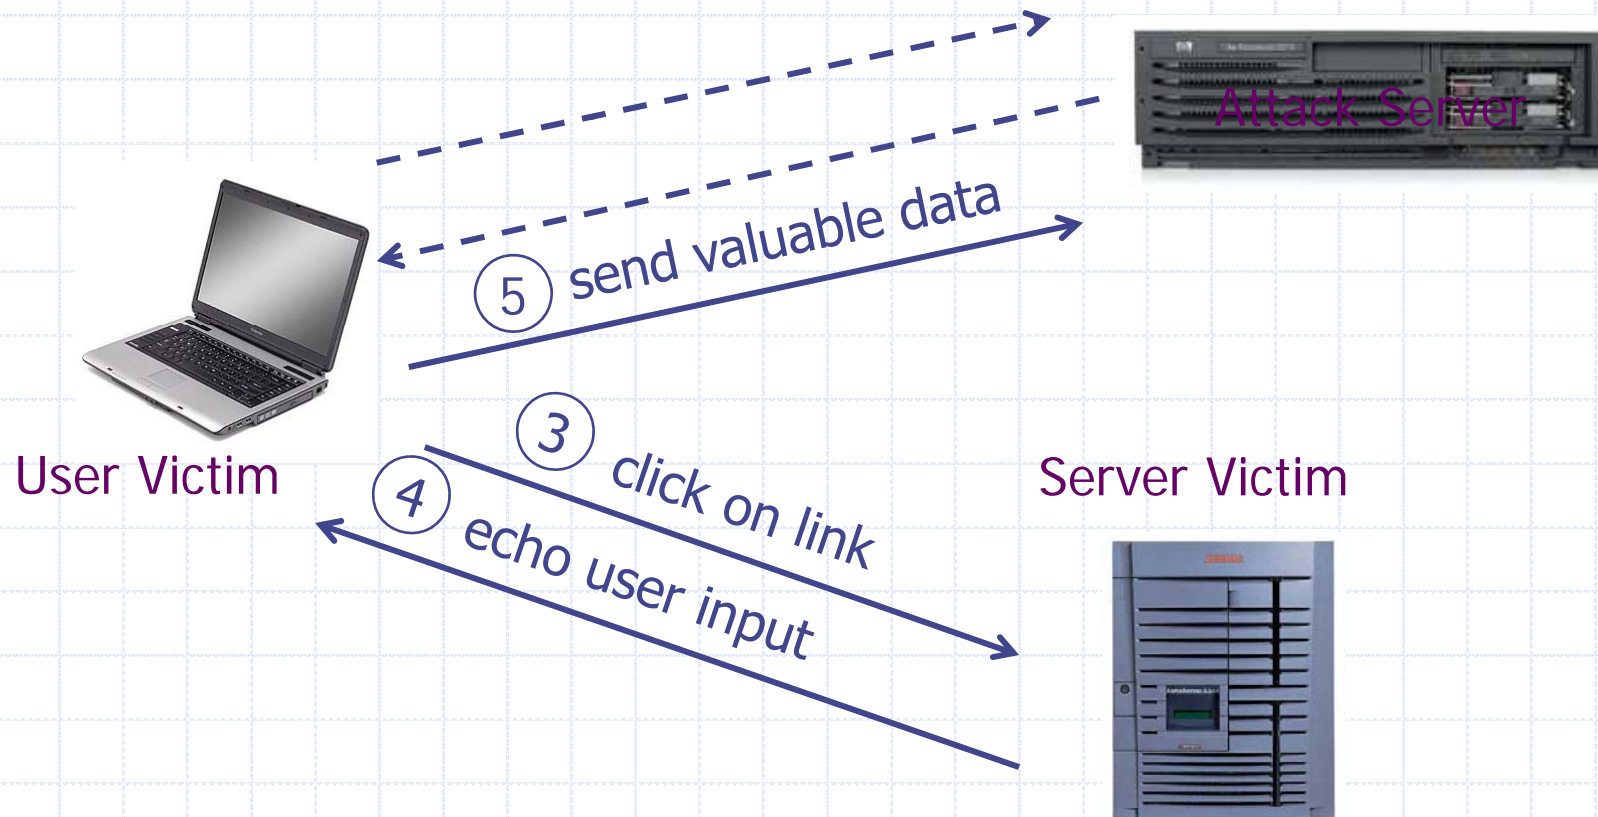 Attack Server
5 send valuable data
3 click on link
User Victim
Server Victim
4 echo user input